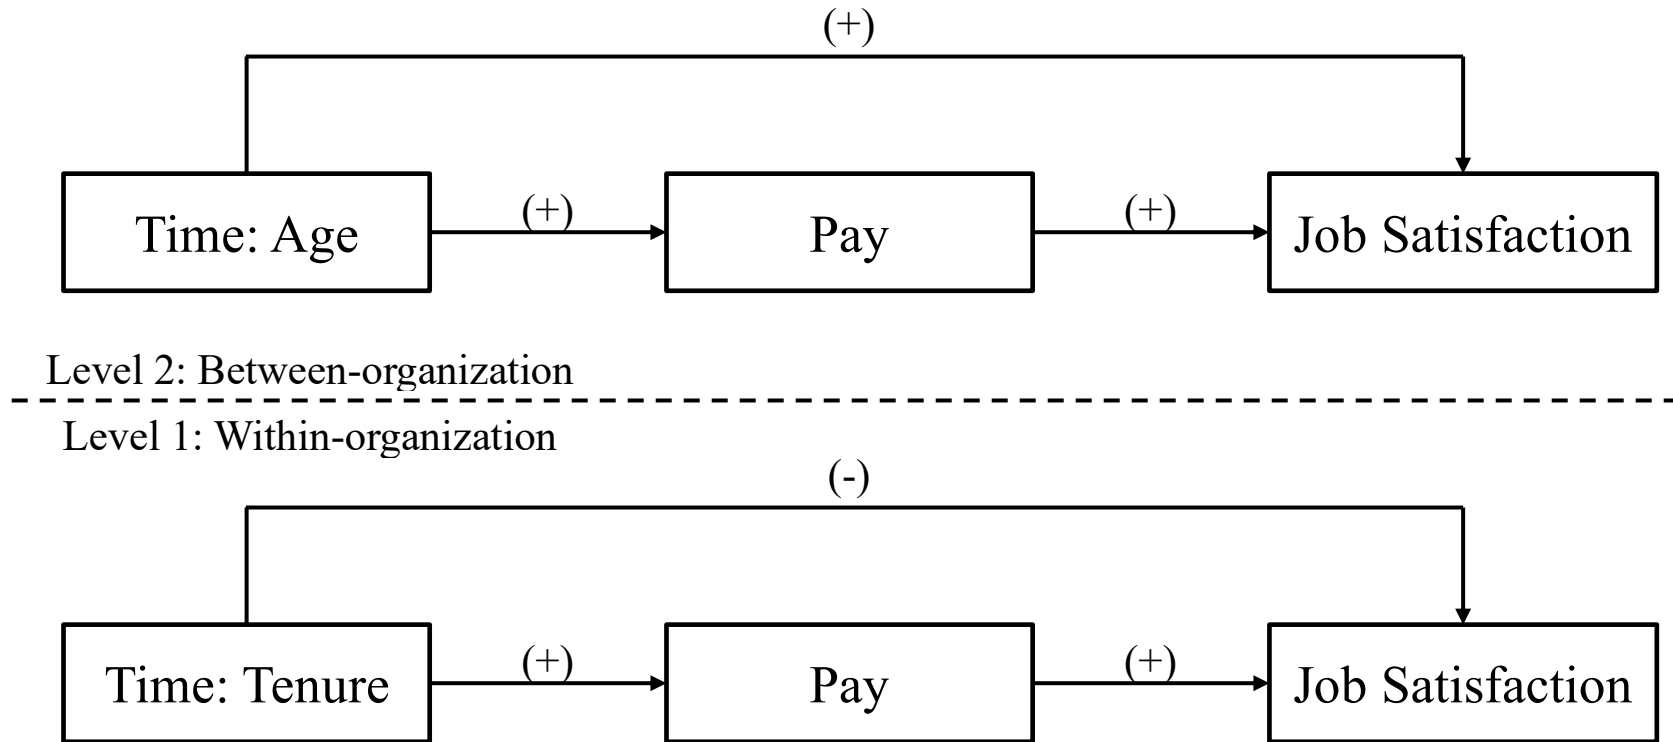 (+)
Time: Age
(+)
Pay
(+)
Job Satisfaction
Level 2: Between-organization
Level 1: Within-organization
(-)
Time: Tenure
(+)
Pay
(+)
Job Satisfaction